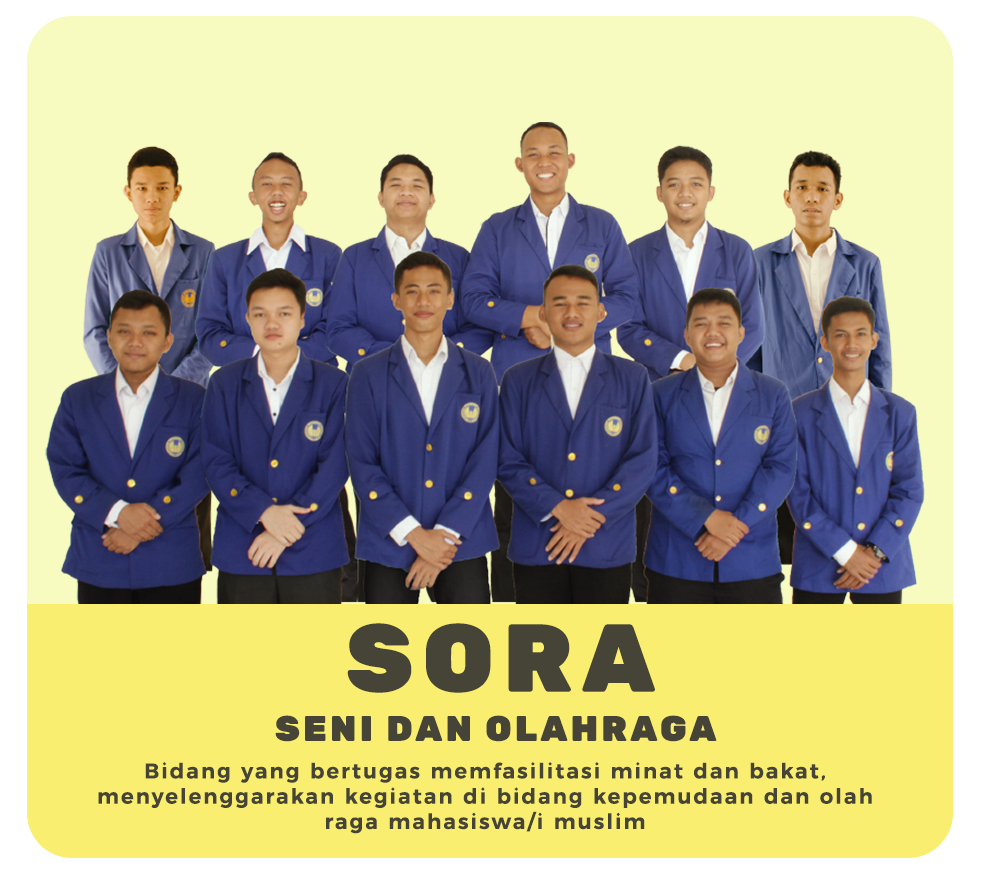 SORA
SENI DAN OLAHRAGA
Bidang yang bertugas memfasilitasi minat dan bakat,
menyelenggarakan kegiatan di bidang kepemudaan dan olah
raga mahasiswa/i muslim